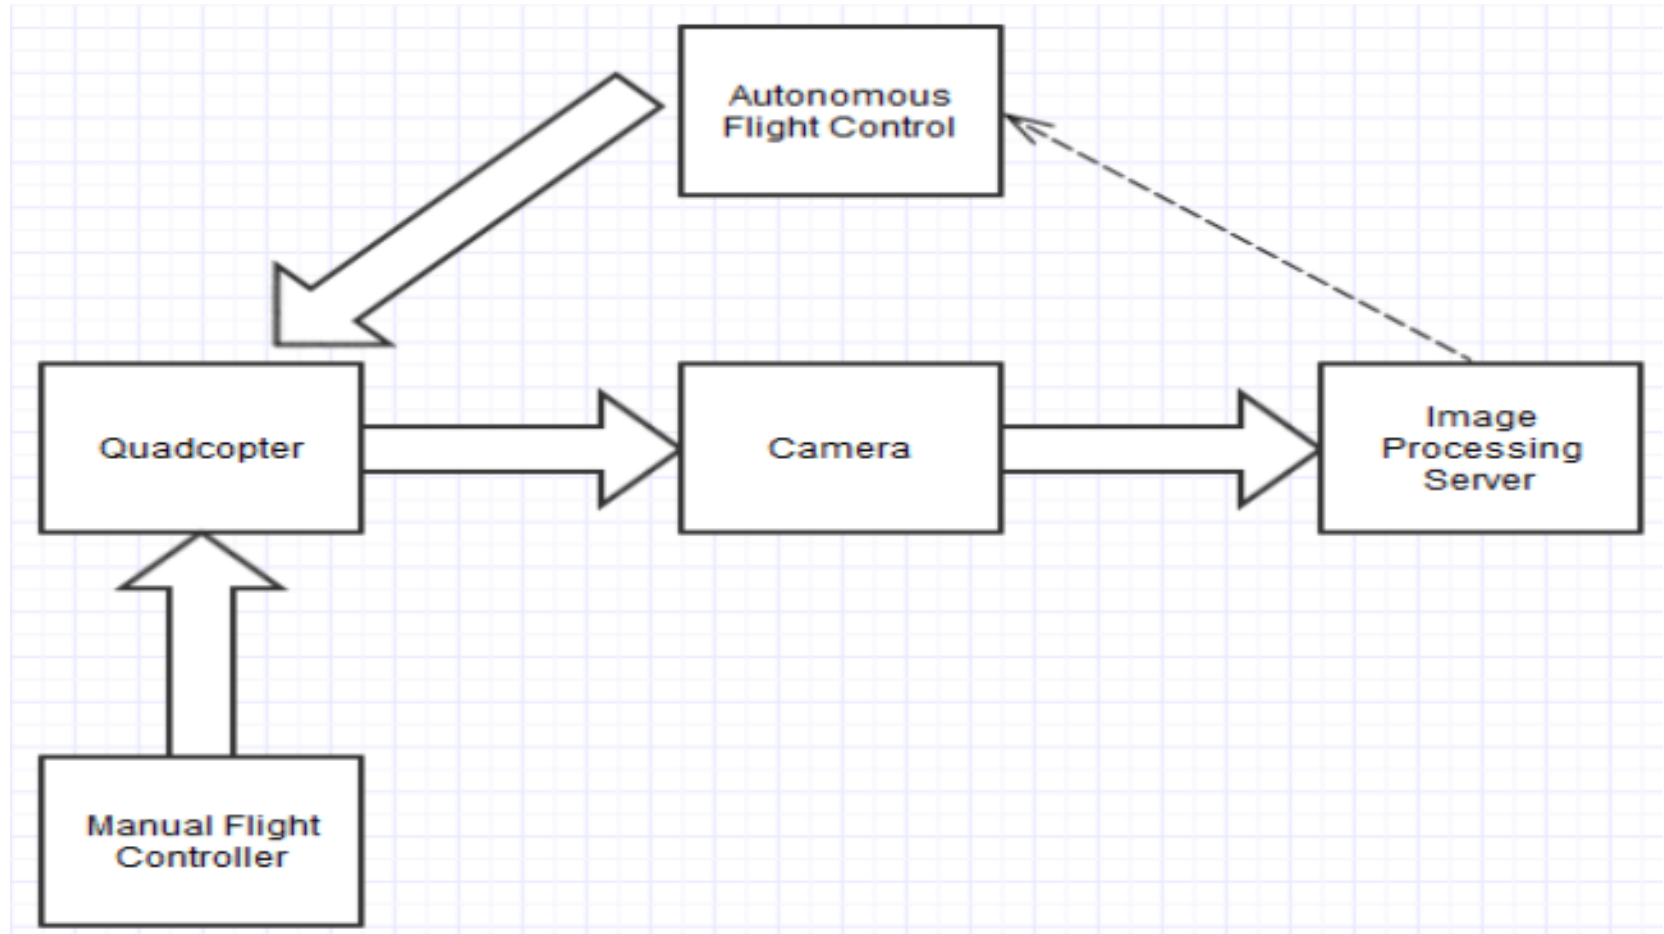 Autonomous
Flight Control
Quadcopter
Camera
Image
Processing
Server
Manual Flight
Controller